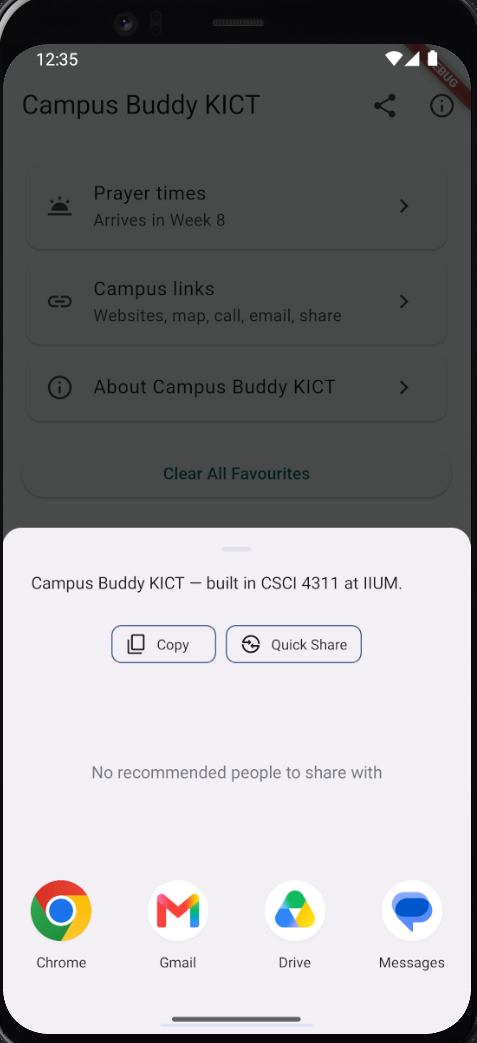 12:35
DEBUG
Campus Buddy KICT
Prayer times
Arrives in Week 8
Campus links
Websites, map, call, email, share
About Campus Buddy KICT
Clear All Favourites
Campus Buddy KICT — built in CSCI 4311 at IIUM.
Copy
Quick Share
No recommended people to share with
Chrome
Gmail
Drive
Messages